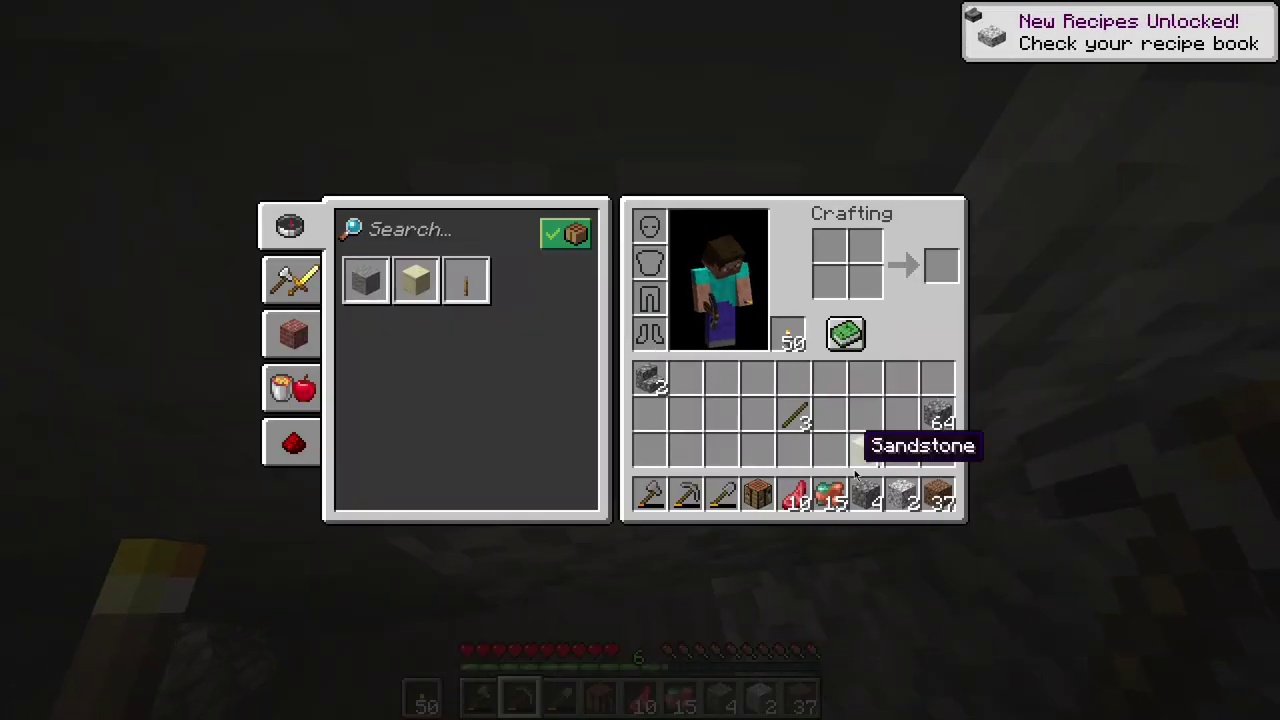 New Recipes Unlocked!
Check your recipe book
Search...
Crafting
50
2
3
64
Sandstone
10 15 4 2 37
6
50 10 15 4 2 37